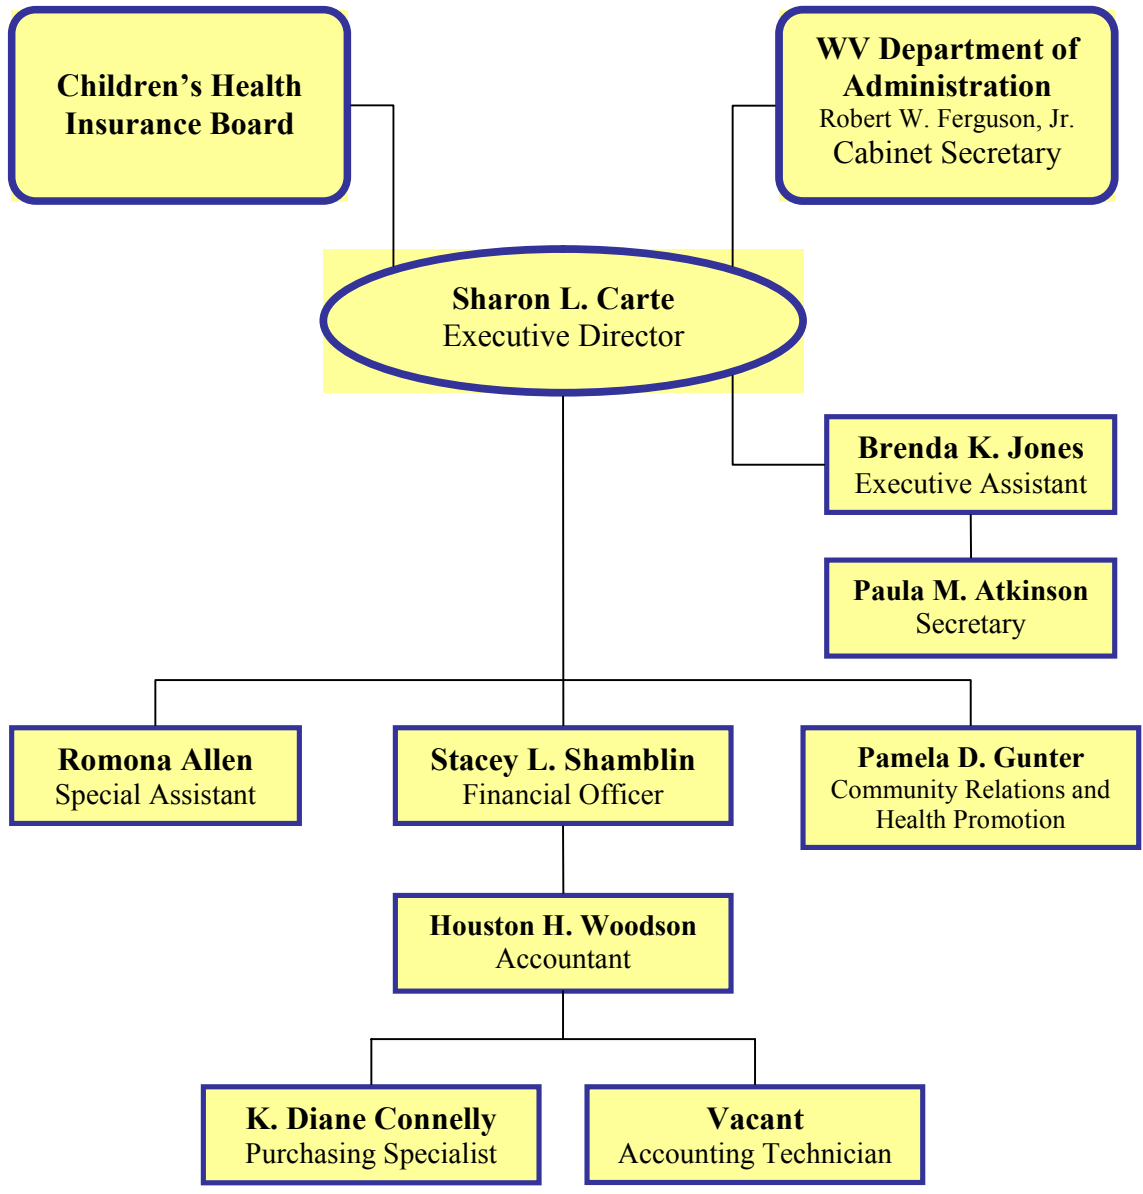 Children’s Health
Insurance Board
WV Department of
Administration
Robert W. Ferguson, Jr.
Cabinet Secretary
Sharon L. Carte
Executive Director
Brenda K. Jones
Executive Assistant
Paula M. Atkinson
Secretary
Romona Allen
Special Assistant
Stacey L. Shamblin
Financial Officer
Pamela D. Gunter
Community Relations and
Health Promotion
Houston H. Woodson
Accountant
K. Diane Connelly
Purchasing Specialist
Vacant
Accounting Technician